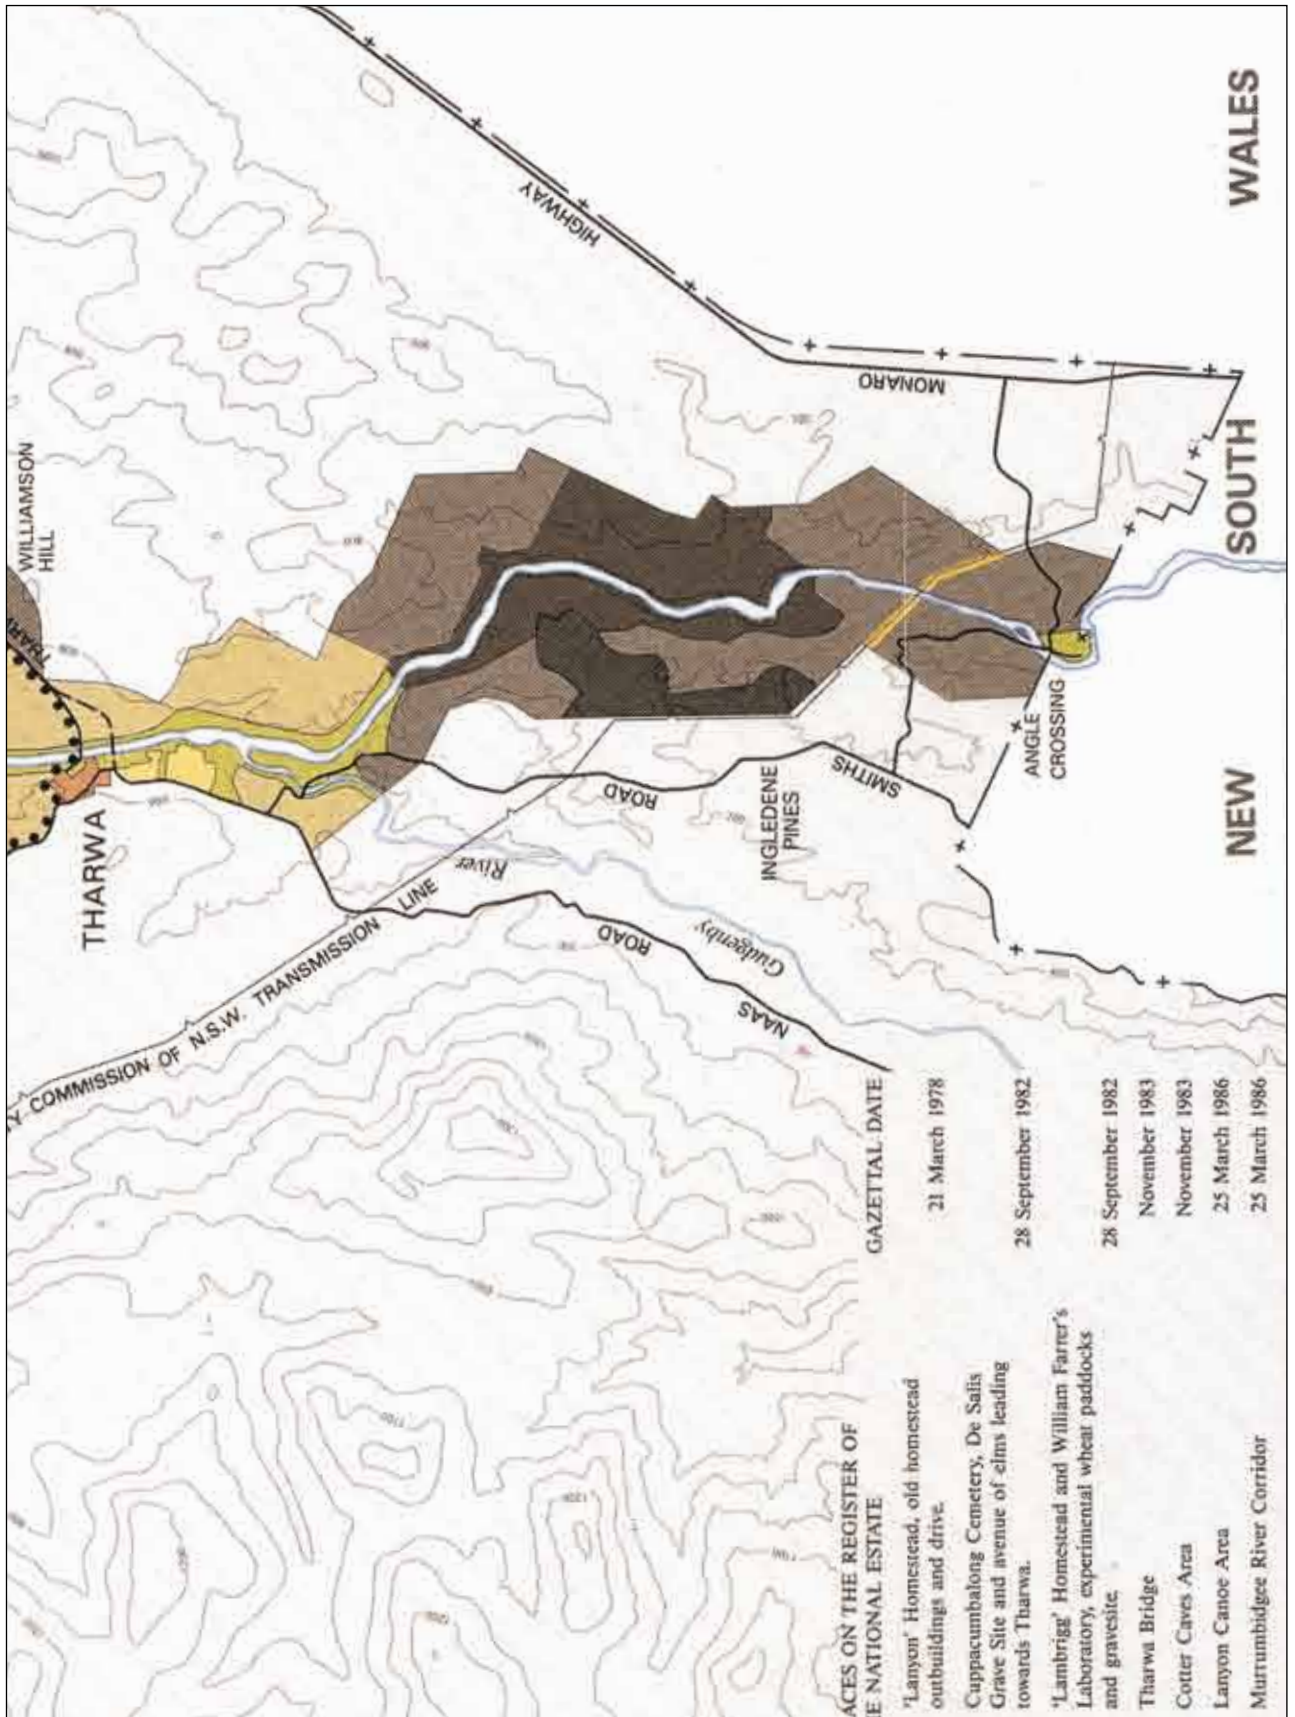 WALES
HIGHWAY
MONARO
SOUTH
WILLIAMSON
HILL
THARWA
ANGLE
CROSSING
SMITHS
ROAD
INGLEDENE
PINES
NEW
River
Gudgenby
ROAD
NAAS
COMMISSION OF N.S.W. TRANSMISSION LINE
ACES ON THE REGISTER OF
E NATIONAL ESTATE
GAZETTAL DATE
'Lanyon' Homestead, old homestead
outbuildings and drive.
21 March 1978
Cuppacumbalong Cemetery, De Salis
Grave Site and avenue of elms leading
towards Tharwa.
28 September 1982
'Lambrigg' Homestead and William Farrer's
Laboratory, experimental wheat paddocks
and gravesite.
28 September 1982
Tharwa Bridge
November 1983
Cotter Caves Area
November 1983
Lanyon Canoe Area
25 March 1986
Murrumbidgee River Corridor
25 March 1986